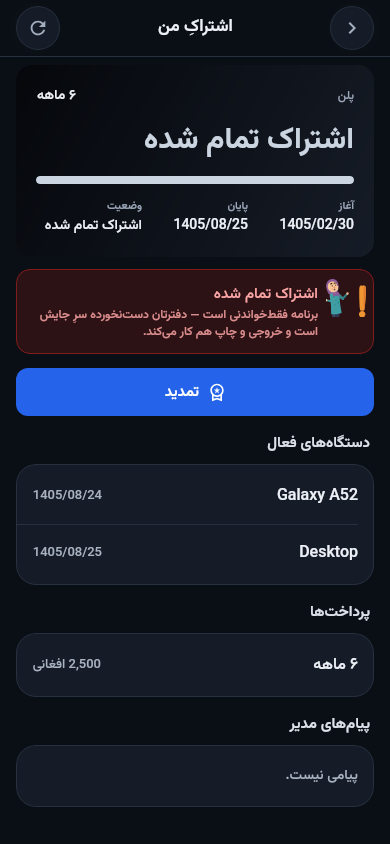 اشتراکِ من
پلن
۶ ماهه
اشتراک تمام شده
آغاز
پایان
وضعیت
1405/02/30
1405/08/25
اشتراک تمام شده
اشتراک تمام شده
برنامه فقط‌خواندنی است — دفترتان دست‌نخورده سرِ جایش
است و خروجی و چاپ هم کار می‌کند.
تمدید
دستگاه‌های فعال
Galaxy A52
1405/08/24
Desktop
1405/08/25
پرداخت‌ها
۶ ماهه
2,500 افغانی
پیام‌های مدیر
پیامی نیست.